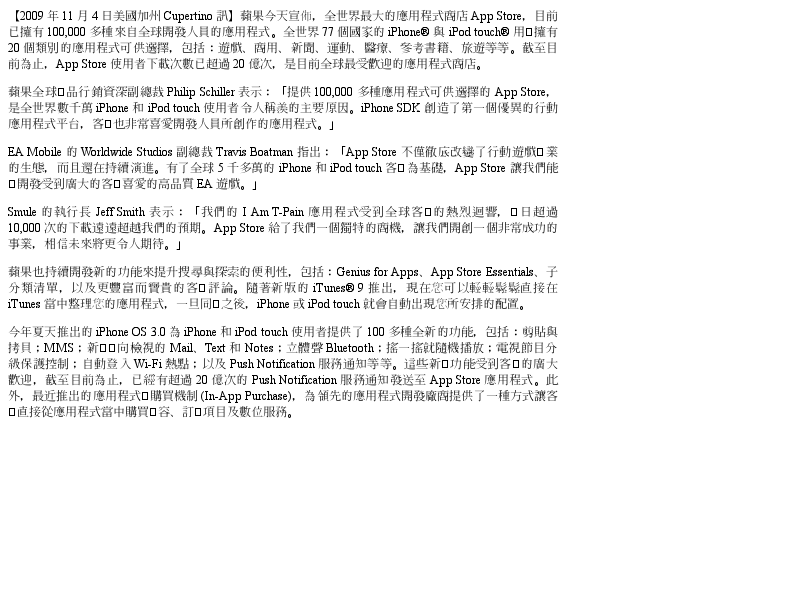 【2009 年 11 月 4 日美國加州 Cupertino 訊】蘋果今天宣佈，全世界最大的應用程式商店 App Store，目前
已擁有 100,000 多種來自全球開發人員的應用程式。全世界 77 個國家的 iPhone® 與 iPod touch® 用□擁有
20 個類別的應用程式可供選擇，包括：遊戲、商用、新聞、運動、醫療、參考書籍、旅遊等等。截至目
前為止，App Store 使用者下載次數已超過 20 億次，是目前全球最受歡迎的應用程式商店。
蘋果全球□品行銷資深副總裁 Philip Schiller 表示：「提供 100,000 多種應用程式可供選擇的 App Store，
是全世界數千萬 iPhone 和 iPod touch 使用者令人稱羨的主要原因。iPhone SDK 創造了第一個優異的行動
應用程式平台，客□也非常喜愛開發人員所創作的應用程式。」
EA Mobile 的 Worldwide Studios 副總裁 Travis Boatman 指出：「App Store 不僅徹底改變了行動遊戲□業
的生態，而且還在持續演進。有了全球 5 千多萬的 iPhone 和 iPod touch 客□為基礎，App Store 讓我們能
□開發受到廣大的客□喜愛的高品質 EA 遊戲。」
Smule 的執行長 Jeff Smith 表示：「我們的 I Am T-Pain 應用程式受到全球客□的熱烈迴響，□日超過
10,000 次的下載遠遠超越我們的預期。App Store 給了我們一個獨特的商機，讓我們開創一個非常成功的
事業，相信未來將更令人期待。」
蘋果也持續開發新的功能來提升搜尋與探索的便利性，包括：Genius for Apps、App Store Essentials、子
分類清單，以及更豐富而寶貴的客□評論。隨著新版的 iTunes® 9 推出，現在您可以輕輕鬆鬆直接在
iTunes 當中整理您的應用程式，一旦同□之後，iPhone 或 iPod touch 就會自動出現您所安排的配置。
今年夏天推出的 iPhone OS 3.0 為 iPhone 和 iPod touch 使用者提供了 100 多種全新的功能，包括：剪貼與
拷貝；MMS；新□□向檢視的 Mail、Text 和 Notes；立體聲 Bluetooth；搖一搖就隨機播放；電視節目分
級保護控制；自動登入 Wi-Fi 熱點；以及 Push Notification 服務通知等等。這些新□功能受到客□的廣大
歡迎，截至目前為止，已經有超過 20 億次的 Push Notification 服務通知發送至 App Store 應用程式。此
外，最近推出的應用程式□購買機制 (In-App Purchase)，為領先的應用程式開發廠商提供了一種方式讓客
□直接從應用程式當中購買□容、訂□項目及數位服務。